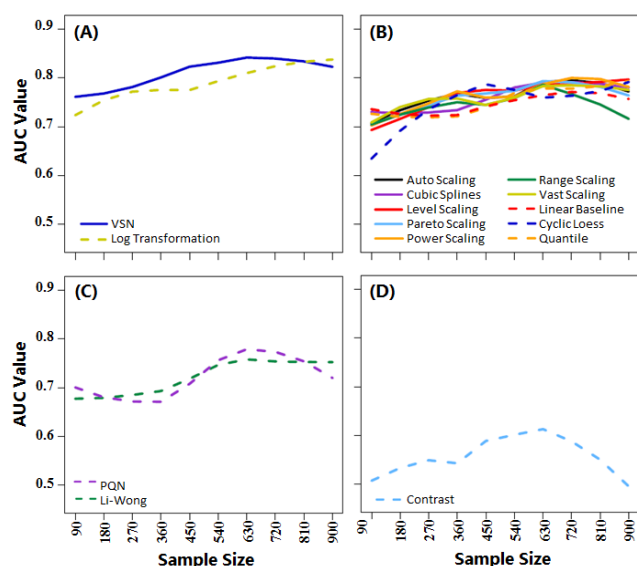 (A)
0.9
0.8
0.7
0.6
0.5
AUC Value
VSN
Log Transformation
(B)
Auto Scaling
Cubic Splines
Level Scaling
Pareto Scaling
Power Scaling
Range Scaling
Vast Scaling
Linear Baseline
Cyclic Loess
Quantile
(C)
0.9
0.8
0.7
0.6
0.5
AUC Value
PQN
Li-Wong
90 180 270 360 450 540 630 720 810 900
Sample Size
(D)
Contrast
90 180 270 360 450 540 630 720 810 900
Sample Size